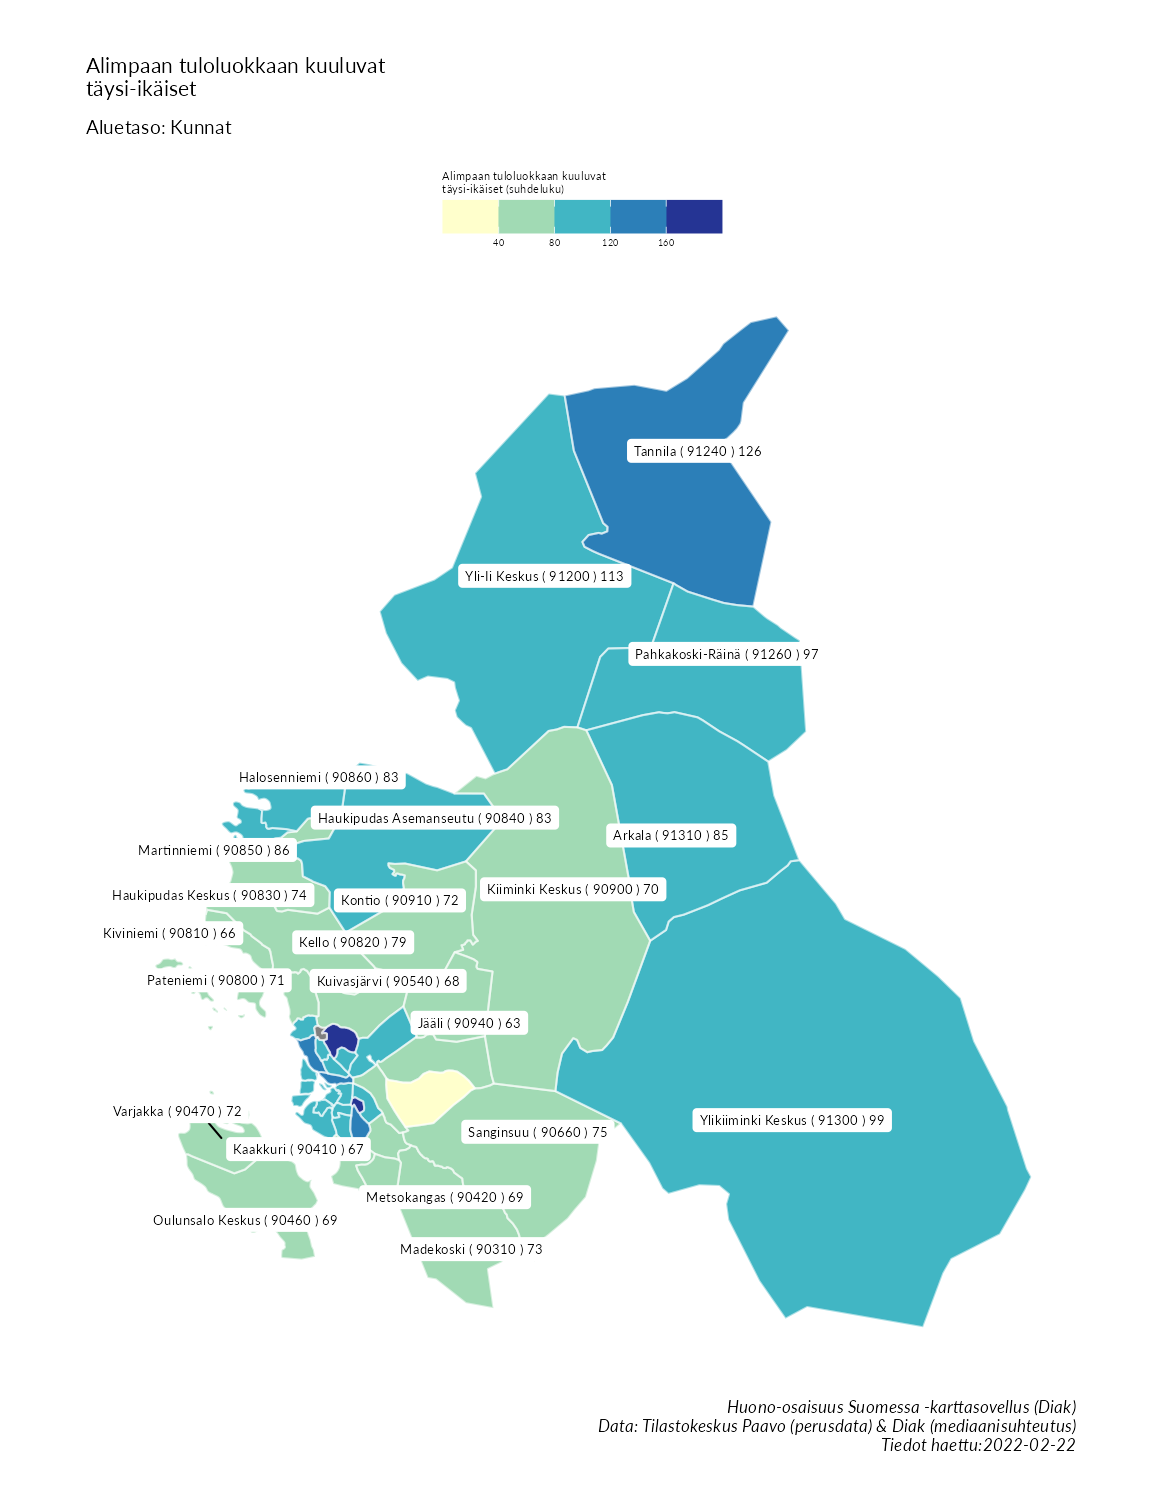 Alimpaan tuloluokkaan kuuluvat
täysi-ikäiset
Aluetaso: Kunnat
Alimpaan tuloluokkaan kuuluvat
täysi-ikäiset (suhdeluku)
40 80 120 160
Tannila ( 91240 ) 126
Yli-Ii Keskus ( 91200 ) 113
Pahkakoski-Räinä ( 91260 ) 97
Halosenniemi ( 90860 ) 83
Haukipudas Asemanseutu ( 90840 ) 83
Arkala ( 91310 ) 85
Martinniemi ( 90850 ) 86
Kiiminki Keskus ( 90900 ) 70
Haukipudas Keskus ( 90830 ) 74
Kontio ( 90910 ) 72
Kiviniemi ( 90810 ) 66
Kello ( 90820 ) 79
Pateniemi ( 90800 ) 71
Kuivasjärvi ( 90540 ) 68
Jääli ( 90940 ) 63
Varjakka ( 90470 ) 72
Ylikiiminki Keskus ( 91300 ) 99
Sanginsuu ( 90660 ) 75
Kaakkuri ( 90410 ) 67
Metsokangas ( 90420 ) 69
Oulunsalo Keskus ( 90460 ) 69
Madekoski ( 90310 ) 73
Huono-osaisuus Suomessa -karttasovellus (Diak)
Data: Tilastokeskus Paavo (perusdata) & Diak (mediaanisuhteutus)
Tiedot haettu:2022-02-22